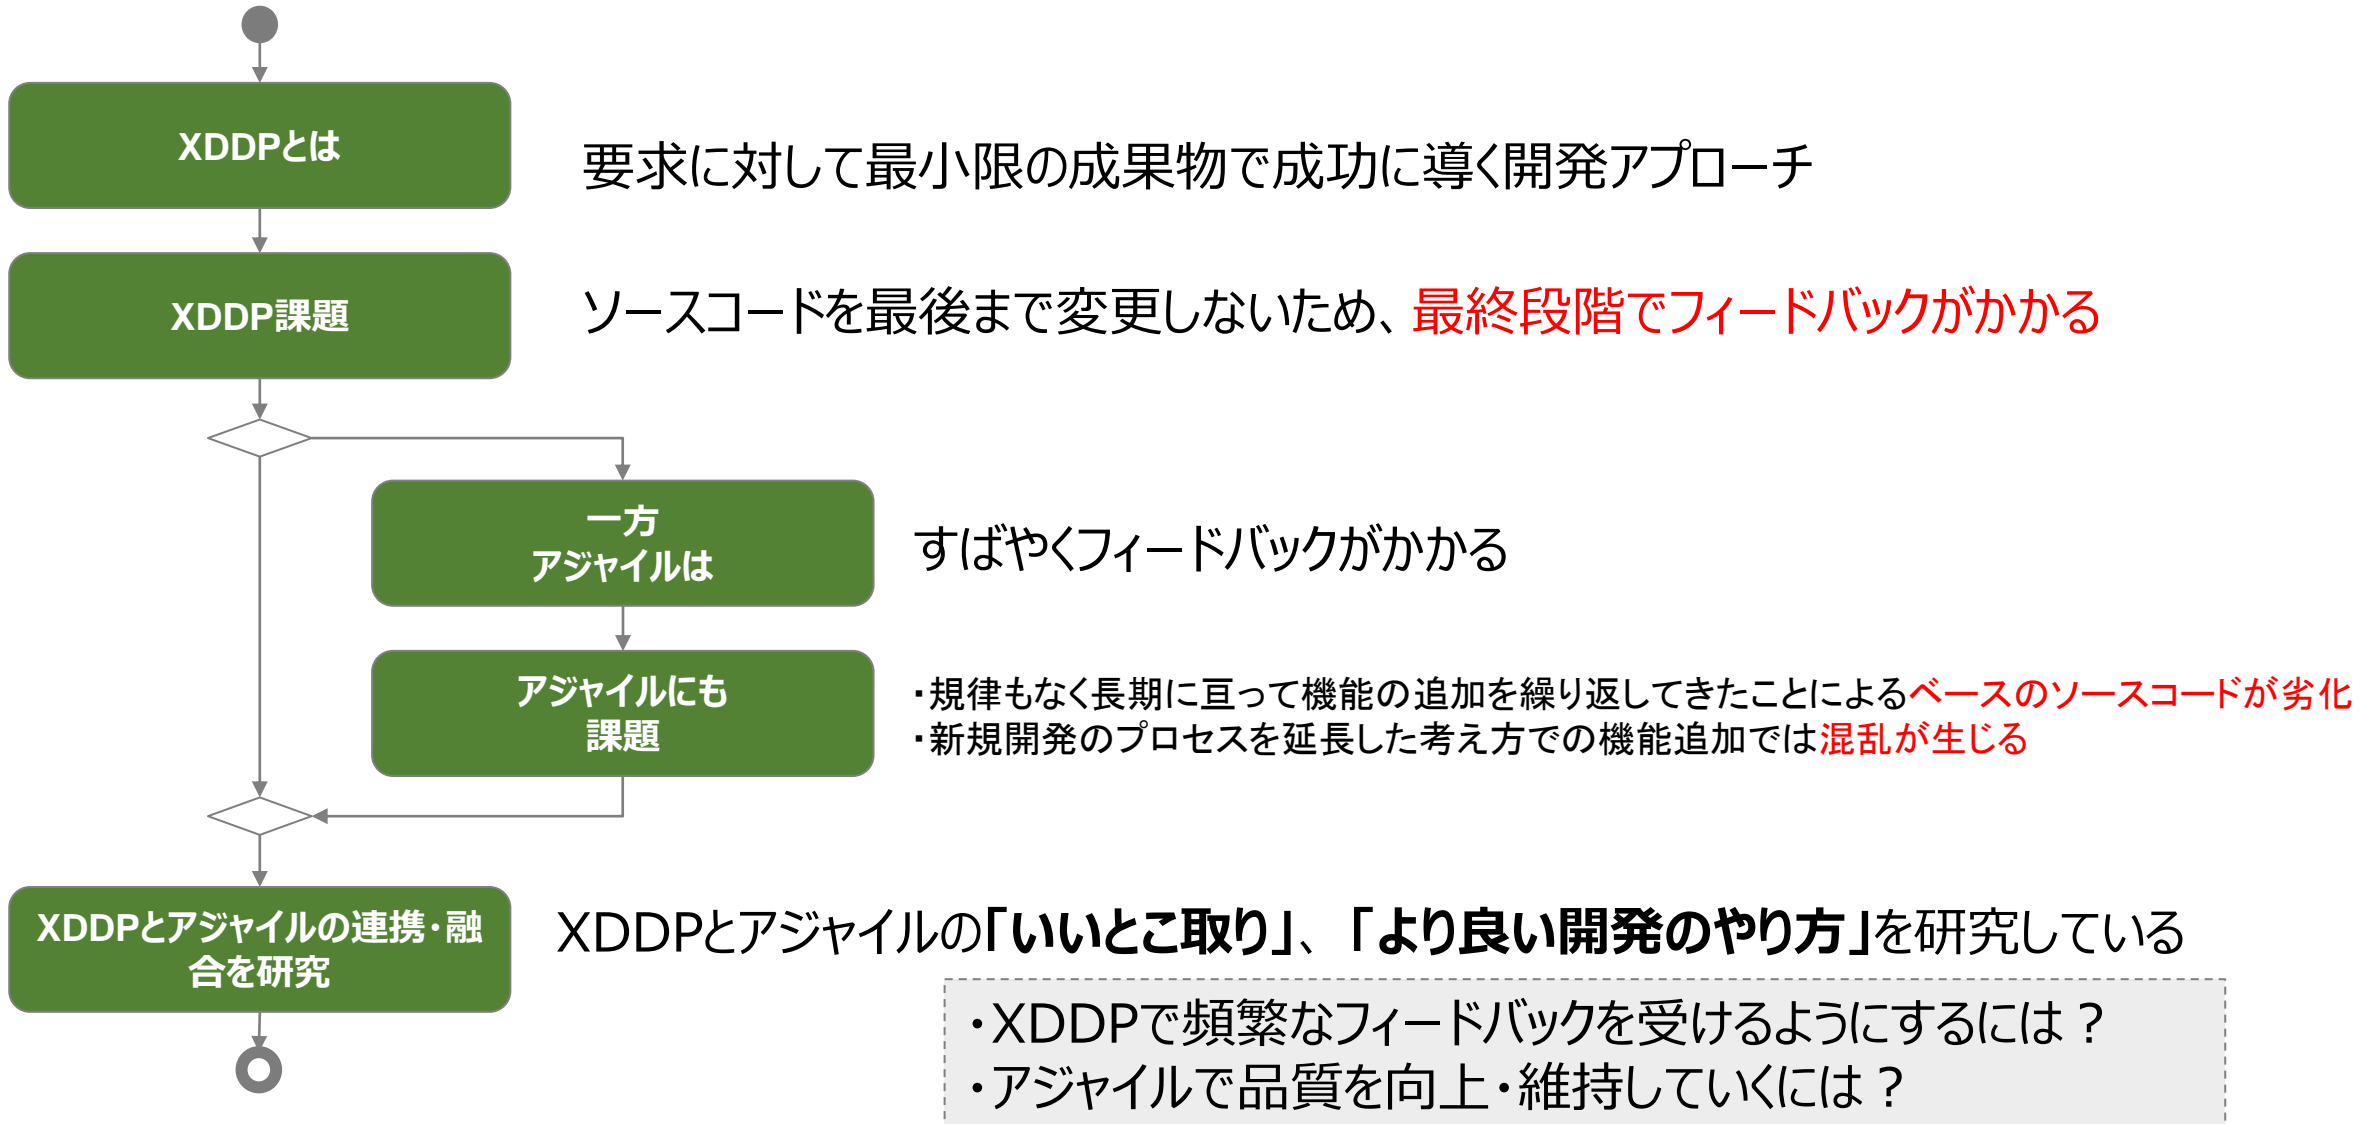 XDDPとは
要求に対して最小限の成果物で成功に導く開発アプローチ
XDDP課題
ソースコードを最後まで変更しないため、最終段階でフィードバックがかかる
一方
アジャイルは
すばやくフィードバックがかかる
アジャイルにも
課題
・規律もなく長期に亘って機能の追加を繰り返してきたことによるベースのソースコードが劣化
・新規開発のプロセスを延長した考え方での機能追加では混乱が生じる
XDDPとアジャイルの連携・融
合を研究
XDDPとアジャイルの「いいとこ取り」、「より良い開発のやり方」を研究している
・XDDPで頻繁なフィードバックを受けるようにするには？
・アジャイルで品質を向上・維持していくには？